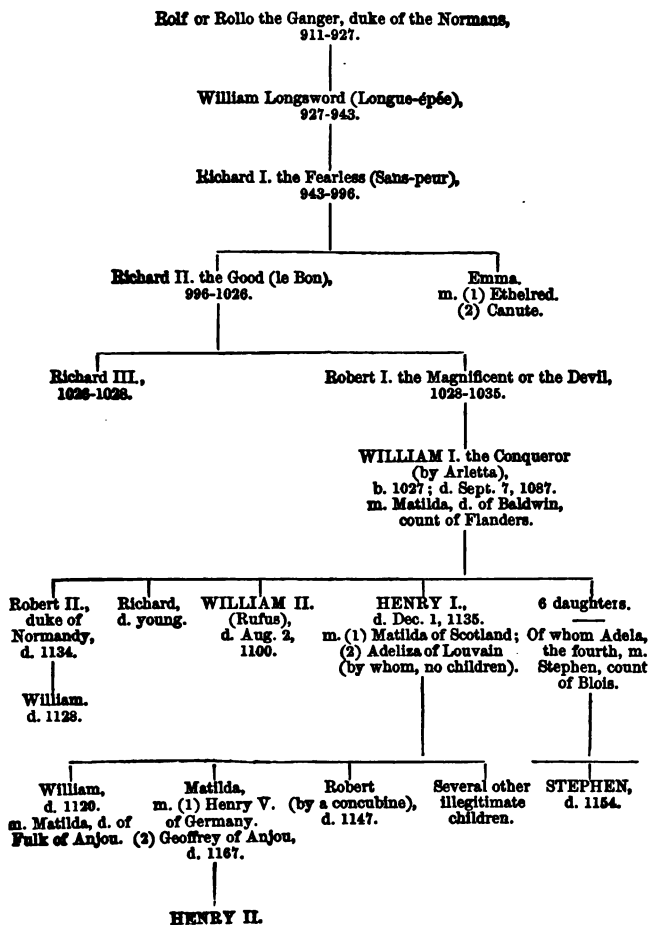 Rolf or Rollo the Ganger, duke of the Normans,
911-927.
William Longsword (Longue-épée),
927-943.
Richard I. the Fearless (Sans-peur),
943-996.
Richard II. the Good (le Bon),
996-1026.
Emma.
m. (1) Ethelred.
(2) Canute.
Richard III.,
1026-1028.
Robert I. the Magnificent or the Devil,
1028-1035.
WILLIAM I. the Conqueror
(by Arletta),
b. 1027; d. Sept. 7, 1087.
m. Matilda, d. of Baldwin,
count of Flanders.
Robert II.,
duke of
Normandy,
d. 1134.
William.
d. 1128.
Richard,
d. young.
WILLIAM II.
(Rufus),
d. Aug. 2,
1100.
HENRY I.,
d. Dec. 1, 1135.
m. (1) Matilda of Scotland;
(2) Adeliza of Louvain
(by whom, no children).
6 daughters.
Of whom Adela,
the fourth, m.
Stephen, count
of Blois.
William,
d. 1120.
m. Matilda, d. of
Fulk of Anjou.
Matilda,
m. (1) Henry V.
of Germany.
(2) Geoffrey of Anjou,
d. 1167.
Robert
(by a concubine),
d. 1147.
Several other
illegitimate
children.
STEPHEN,
d. 1154.
HENRY II.